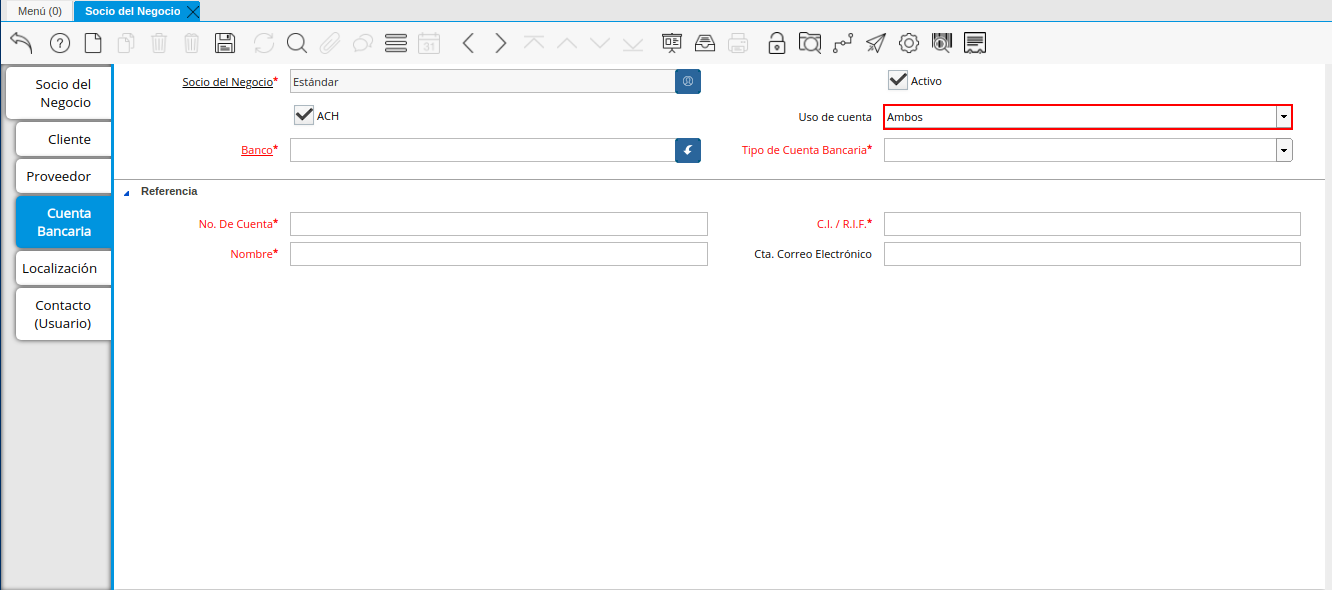 Menú (0)
Socio del Negocio
31
Socio del
Negocio
Cliente
Proveedor
Cuenta
Bancaria
Localización
Contacto
(Usuario)
Socio del Negocio* Estándar
Activo
ACH
Uso de cuenta Ambos
Banco*
Tipo de Cuenta Bancaria*
Referencia
No. De Cuenta*
C.I. / R.I.F.*
Nombre*
Cta. Correo Electrónico